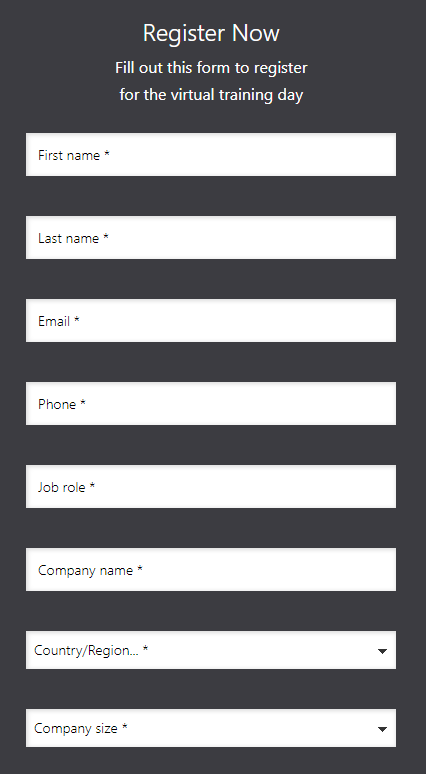 Register Now
Fill out this form to register
for the virtual training day
First name *
Last name *
Email *
Phone *
Job role *
Company name *
Country/Region... *
Company size *